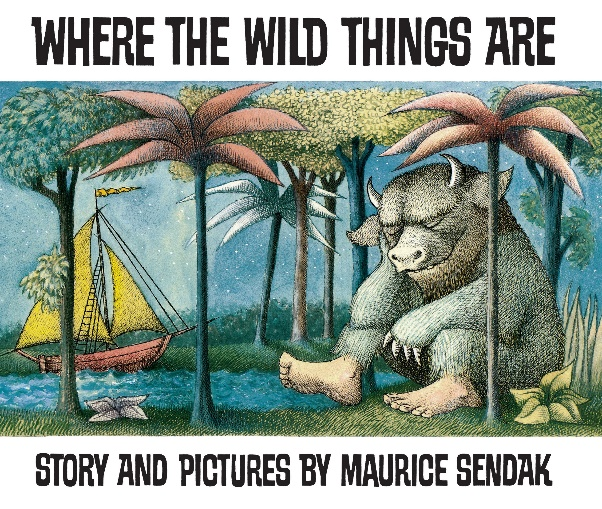 WHERE THE WILD THINGS ARE
STORY AND PICTURES BY MAURICE SENDAK